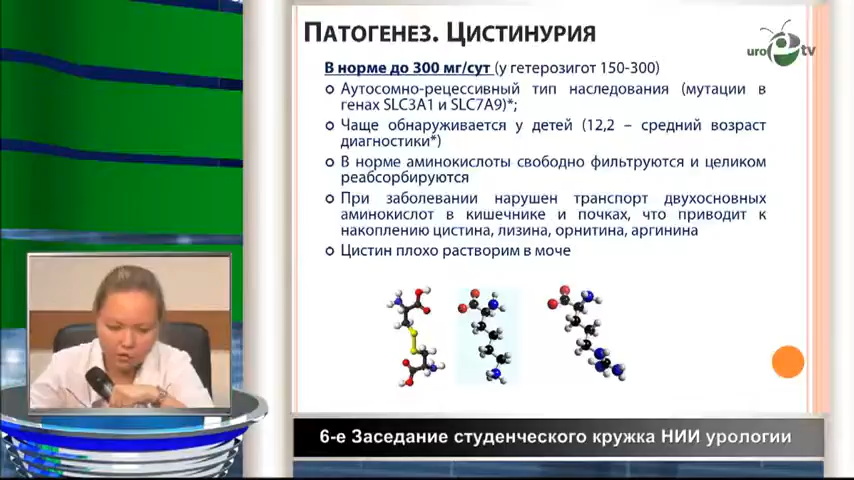 Патогенез. Цистинурия
uro tv
В норме до 300 мг/сут (у гетерозигот 150-300)
Аутосомно-рецессивный тип наследования (мутации в
генах SLC3A1 и SLC7A9)*;
Чаще обнаруживается у детей (12,2 – средний возраст
диагностики*)
В норме аминокислоты свободно фильтруются и целиком
реабсорбируются
При заболевании нарушен транспорт двухосновных
аминокислот в кишечнике и почках, что приводит к
накоплению цистина, лизина, орнитина, аргинина
Цистин плохо растворим в моче
6-е Заседание студенческого кружка НИИ урологии